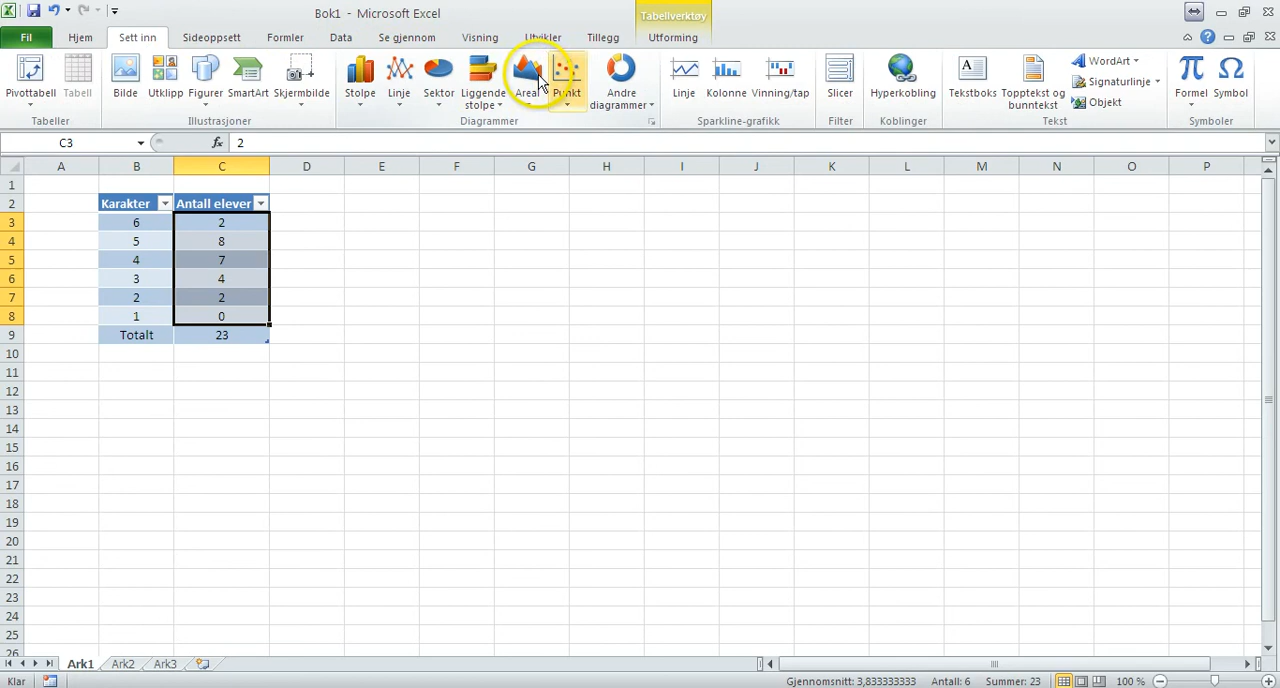 Bok1 - Microsoft Excel
Tabellverktøy
Fil Hjem Sett inn Sideoppsett Formler Data Se gjennom Visning Utvikler Tillegg Utforming
Pivottabell Tabell Bilde Utklipp Figurer SmartArt Skjermbilde Stolpe Linje Sektor Liggende stolpe Areal Punkt Andre diagrammer Linje Kolonne Vinning/tap Slicer Hyperkobling Tekstboks Topptekst og bunntekst WordArt Signaturlinje Objekt Formel Symbol
Tabeller Illustrasjoner Diagrammer Sparkline-grafikk Filter Koblinger Tekst Symboler
C3 fx 2
A B C D E F G H I J K L M N O P
1
2 Karakter Antall elever
3 6 2
4 5 8
5 4 7
6 3 4
7 2 2
8 1 0
9 Totalt 23
10
11
12
13
14
15
16
17
18
19
20
21
22
23
24
25
26
Ark1 Ark2 Ark3
Klar Gjennomsnitt: 3,833333333 Antall: 6 Summer: 23 100 %